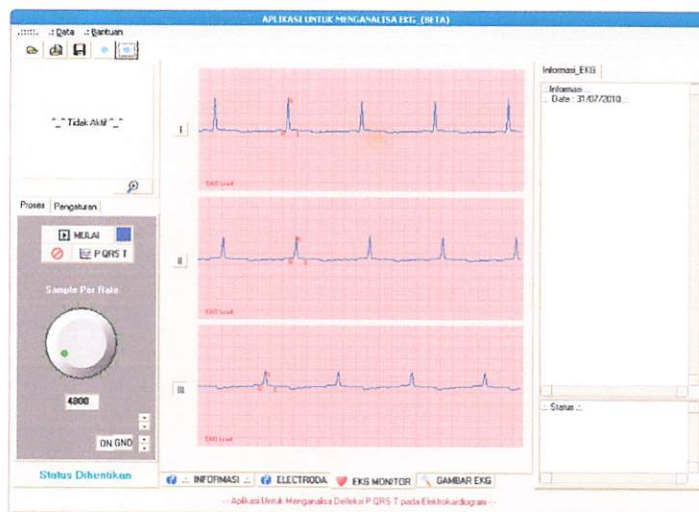 APLIKASI UNTUK MENGANALISA EKG_(BETA)
.::::::. .: Data .: Bantuan
^_^ Tidak Aktif ^_^
Proses Pengaturan
MULAI
P QRS T
Sample Per Rate
4000
ON GND
Status Dihentikan
I
EKG Lead
II
EKG Lead
III
EKG Lead
Informasi_EKG
.: Informasi :.
.: Date : 31/07/2010 :.
.:: Status .::
.:: INFORMASI .:: ELECTRODA EKG MONITOR GAMBAR EKG
-- Aplikasi Untuk Menganalisa Defleksi P QRS T pada Elektrokardiogram --